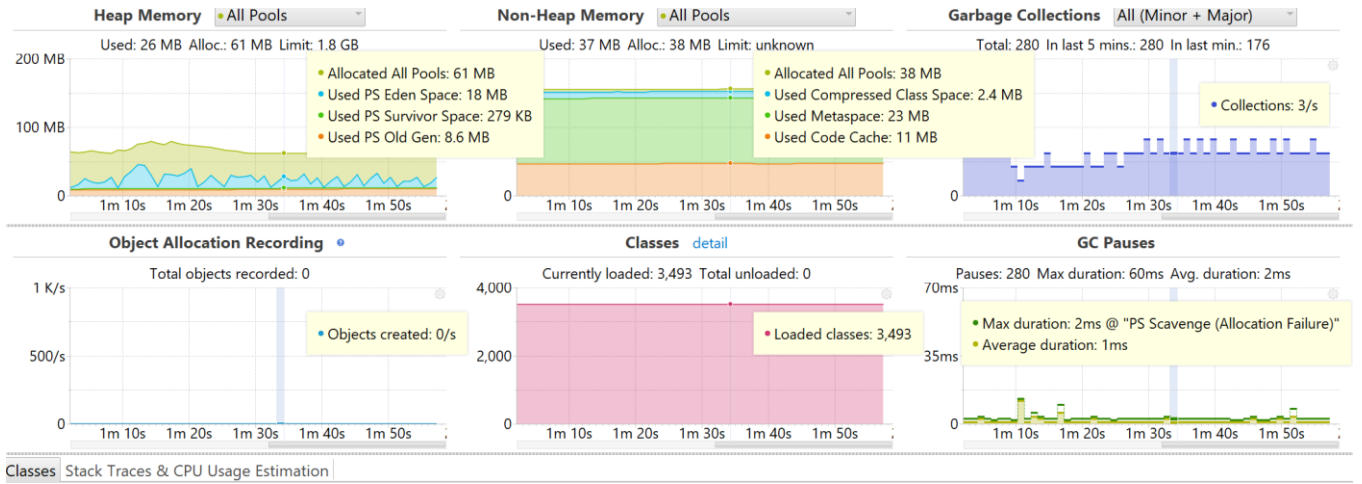 Heap Memory All Pools
Used: 26 MB Alloc.: 61 MB Limit: 1.8 GB
200 MB
100 MB
0
Allocated All Pools: 61 MB
Used PS Eden Space: 18 MB
Used PS Survivor Space: 279 KB
Used PS Old Gen: 8.6 MB
1m 10s 1m 20s 1m 30s 1m 40s 1m 50s
Non-Heap Memory All Pools
Used: 37 MB Alloc.: 38 MB Limit: unknown
0
Allocated All Pools: 38 MB
Used Compressed Class Space: 2.4 MB
Used Metaspace: 23 MB
Used Code Cache: 11 MB
1m 10s 1m 20s 1m 30s 1m 40s 1m 50s
Garbage Collections All (Minor + Major)
Total: 280 In last 5 mins.: 280 In last min.: 176
Collections: 3/s
0
1m 10s 1m 20s 1m 30s 1m 40s 1m 50s
Object Allocation Recording
Total objects recorded: 0
1 K/s
500/s
0
Objects created: 0/s
1m 10s 1m 20s 1m 30s 1m 40s 1m 50s
Classes detail
Currently loaded: 3,493 Total unloaded: 0
4,000
2,000
0
Loaded classes: 3,493
1m 10s 1m 20s 1m 30s 1m 40s 1m 50s
GC Pauses
Pauses: 280 Max duration: 60ms Avg. duration: 2ms
70ms
35ms
0
Max duration: 2ms @ "PS Scavenge (Allocation Failure)"
Average duration: 1ms
1m 10s 1m 20s 1m 30s 1m 40s 1m 50s
Classes Stack Traces & CPU Usage Estimation